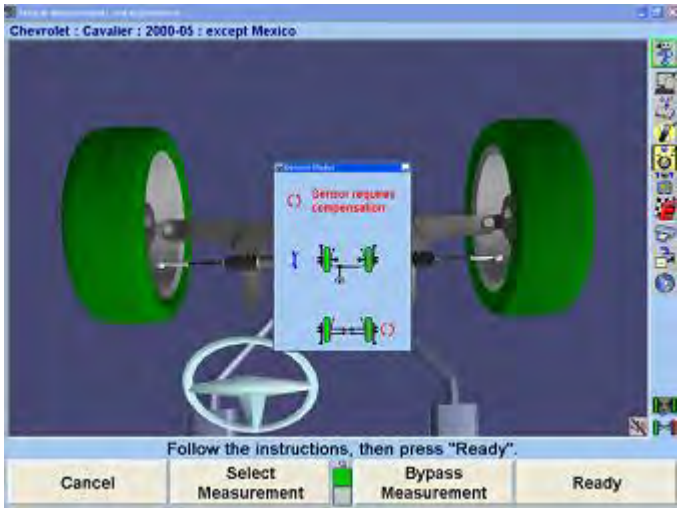 Chevrolet : Cavalier : 2000-05 : except Mexico
Sensor requires
compensation
Follow the instructions, then press "Ready".
Cancel
Select
Measurement
Bypass
Measurement
Ready